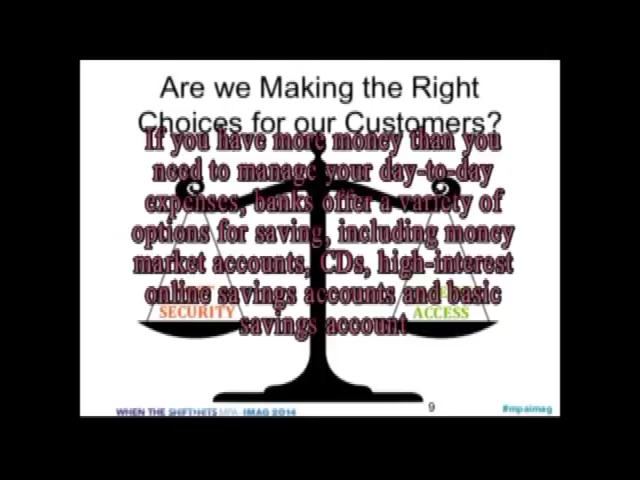 Are we Making the Right
Choices for our Customers?
If you have more money than you
need to manage your day-to-day
expenses, banks offer a variety of
options for saving, including money
market accounts, CDs, high-interest
online savings accounts and basic
savings account
SECURITY
ACCESS
WHEN THE SHIFT HITS MPA IMAG 2014
9
#mpaimag